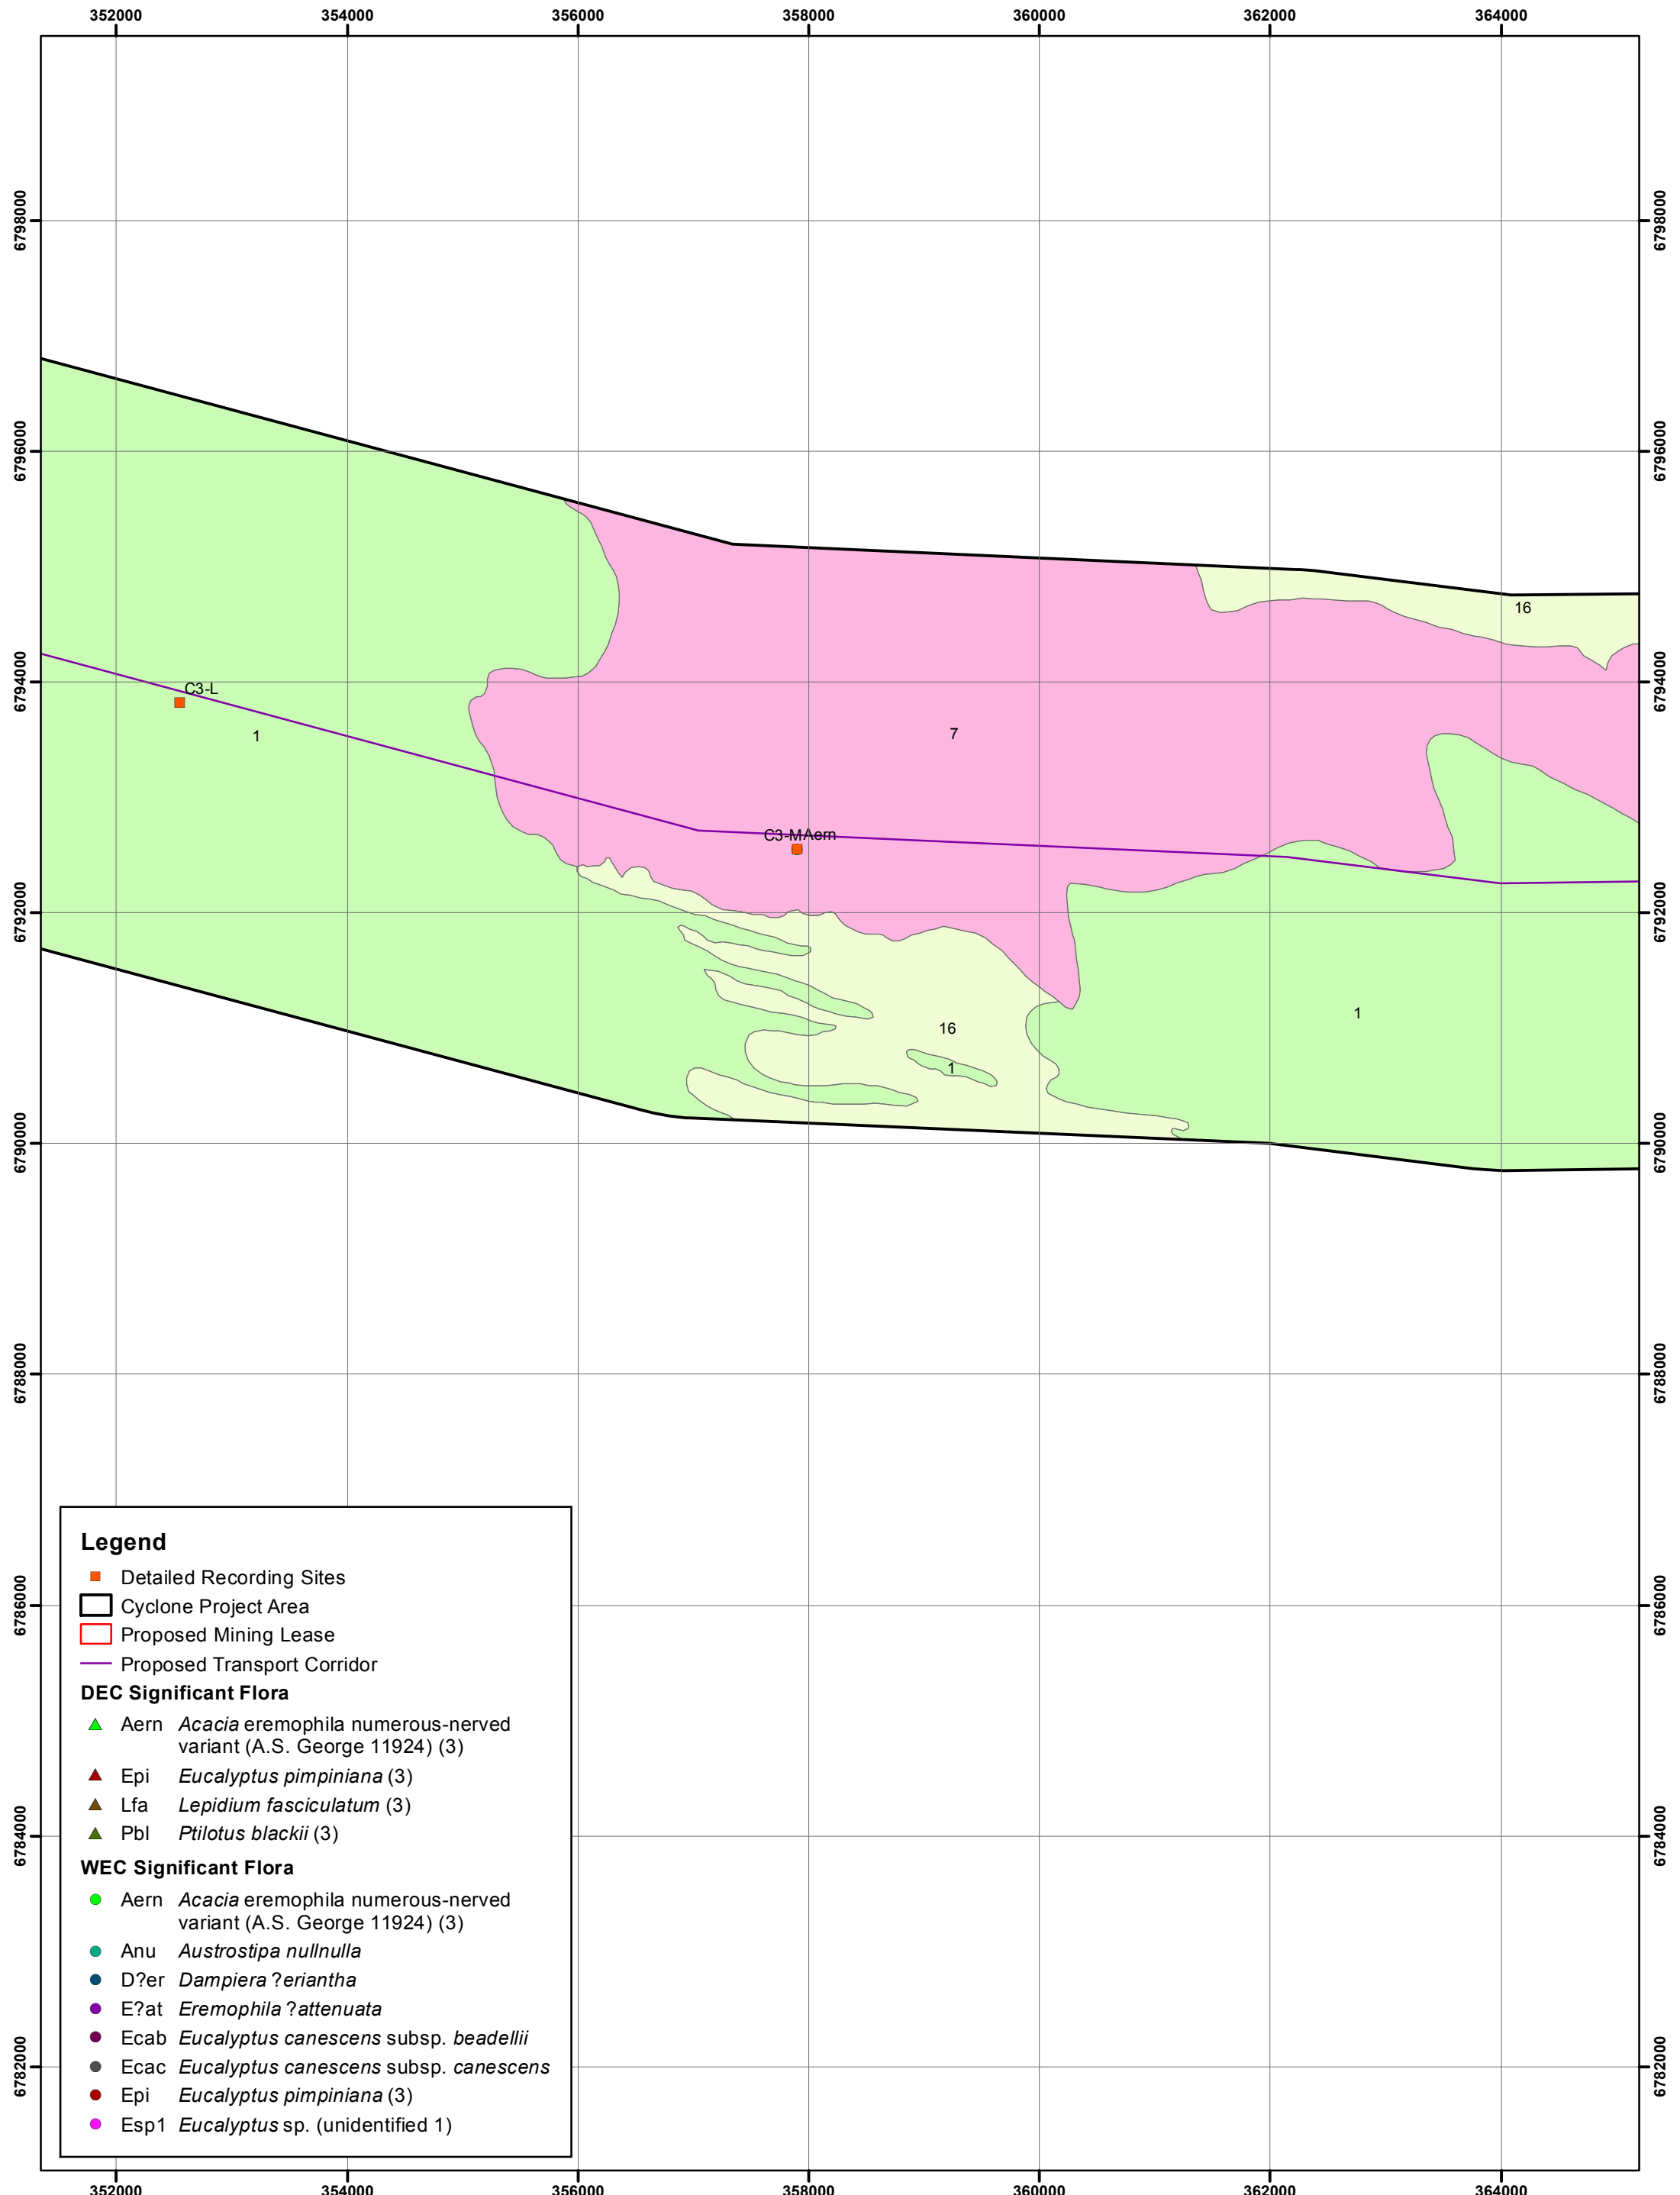 352000 354000 356000 358000 360000 362000 364000
6798000 6798000
6796000 6796000
16
6794000 6794000
C3-L
1
7
C3-MAern
6792000 6792000
1
16
1
6790000 6790000
6788000 6788000
6786000 6786000
6784000 6784000
6782000 6782000
Legend
Detailed Recording Sites
Cyclone Project Area
Proposed Mining Lease
Proposed Transport Corridor
DEC Significant Flora
Aern Acacia eremophila numerous-nerved
variant (A.S. George 11924) (3)
Epi Eucalyptus pimpiniana (3)
Lfa Lepidium fasciculatum (3)
Pbl Ptilotus blackii (3)
WEC Significant Flora
Aern Acacia eremophila numerous-nerved
variant (A.S. George 11924) (3)
Anu Austrostipa nullnulla
D?er Dampiera ?eriantha
E?at Eremophila ?attenuata
Ecab Eucalyptus canescens subsp. beadellii
Ecac Eucalyptus canescens subsp. canescens
Epi Eucalyptus pimpiniana (3)
Esp1 Eucalyptus sp. (unidentified 1)
352000 354000 356000 358000 360000 362000 364000